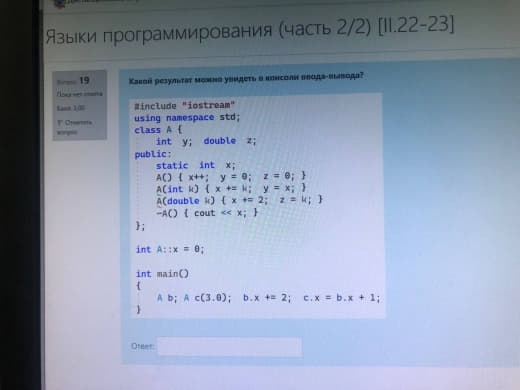 Языки программирования (часть 2/2) [II.22-23]
Вопрос 19
Пока нет ответа
Балл: 1,00
Отметить
вопрос
Какой результат можно увидеть в консоли ввода-вывода?
#include "iostream"
using namespace std;
class A {
int y; double z;
public:
static int x;
A() { x++; y = 0; z = 0; }
A(int k) { x += k; y = x; }
A(double k) { x += 2; z = k; }
~A() { cout << x; }
};
int A::x = 0;
int main()
{
A b; A c(3.0); b.x += 2; c.x = b.x + 1;
}
Ответ: